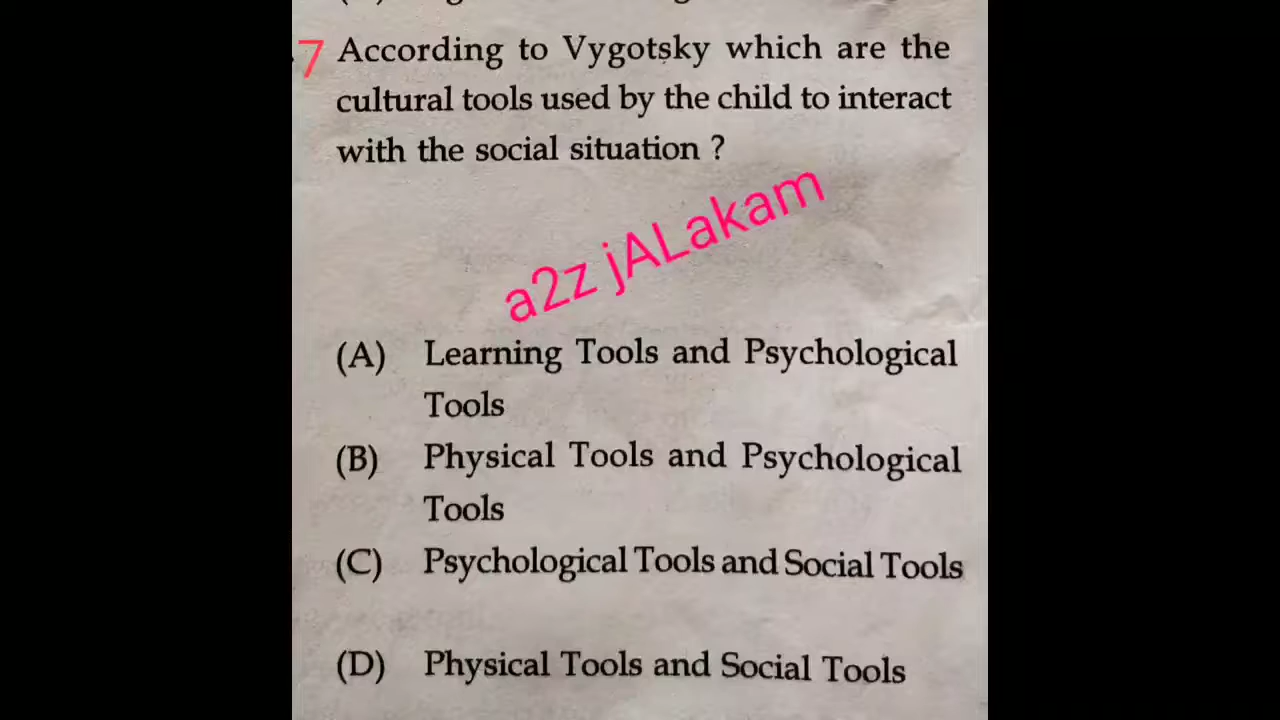 7 According to Vygotsky which are the
cultural tools used by the child to interact
with the social situation ?
a2z jALakam
(A) Learning Tools and Psychological
Tools
(B) Physical Tools and Psychological
Tools
(C) Psychological Tools and Social Tools
(D) Physical Tools and Social Tools